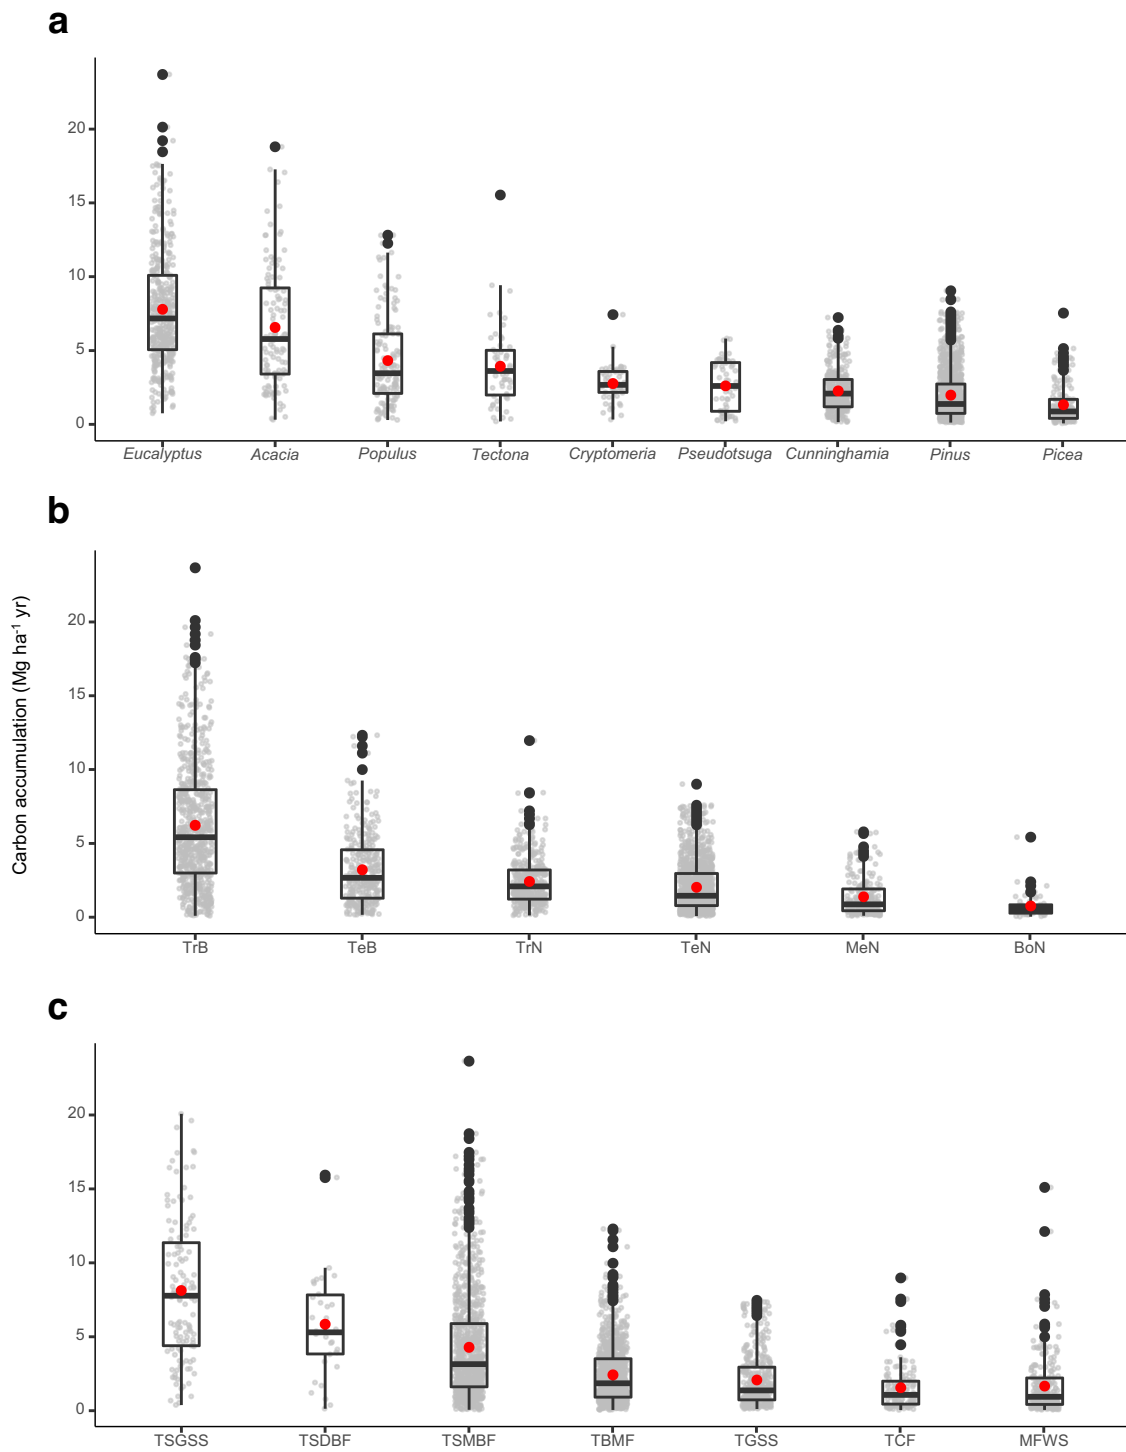 a
20
15
10
5
0
Eucalyptus Acacia Populus Tectona Cryptomeria Pseudotsuga Cunninghamia Pinus Picea
b
Carbon accumulation (Mg ha⁻¹ yr)
20
15
10
5
0
TrB TeB TrN TeN MeN BoN
c
20
15
10
5
0
TSGSS TSDBF TSMBF TBMF TGSS TCF MFWS